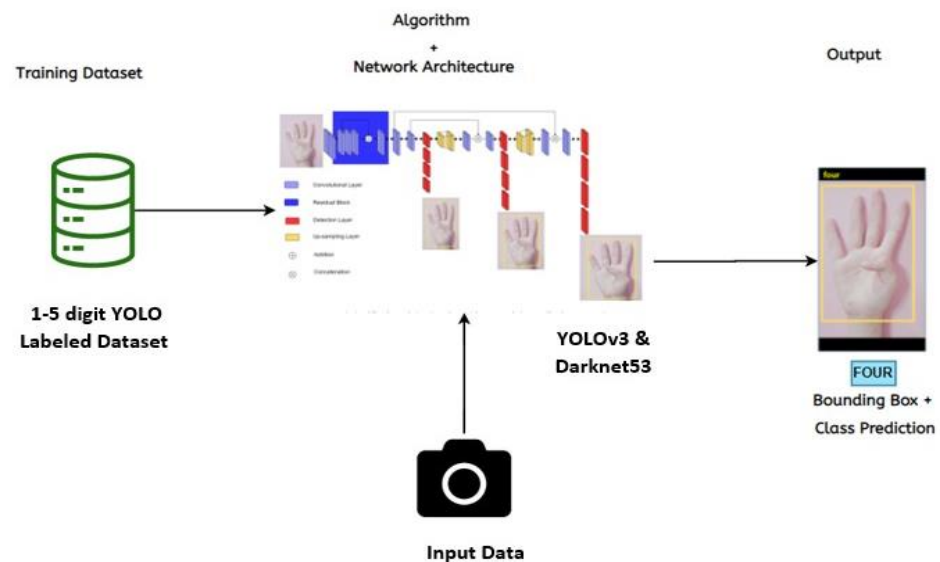 Algorithm
+
Network Architecture
Training Dataset
Output
Convolutional Layer
Residual Block
Detection Layer
Up-sampling Layer
Addition
Concatenation
1-5 digit YOLO
Labeled Dataset
YOLOv3 &
Darknet53
four
FOUR
Bounding Box +
Class Prediction
Input Data